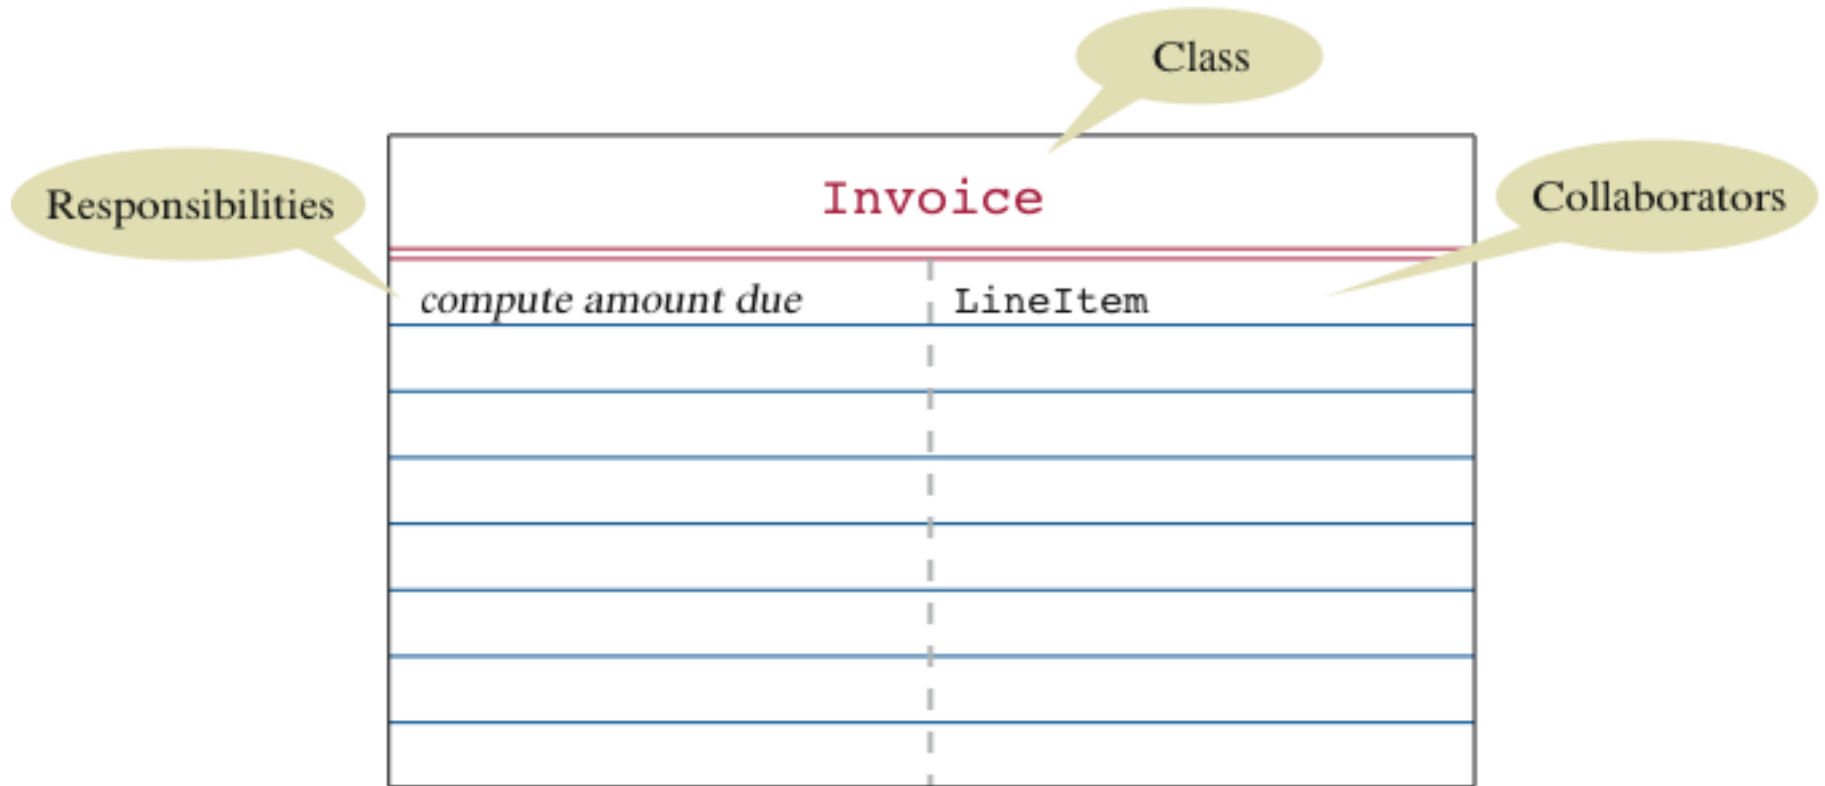 Class
Invoice
Responsibilities
Collaborators
compute amount due
LineItem